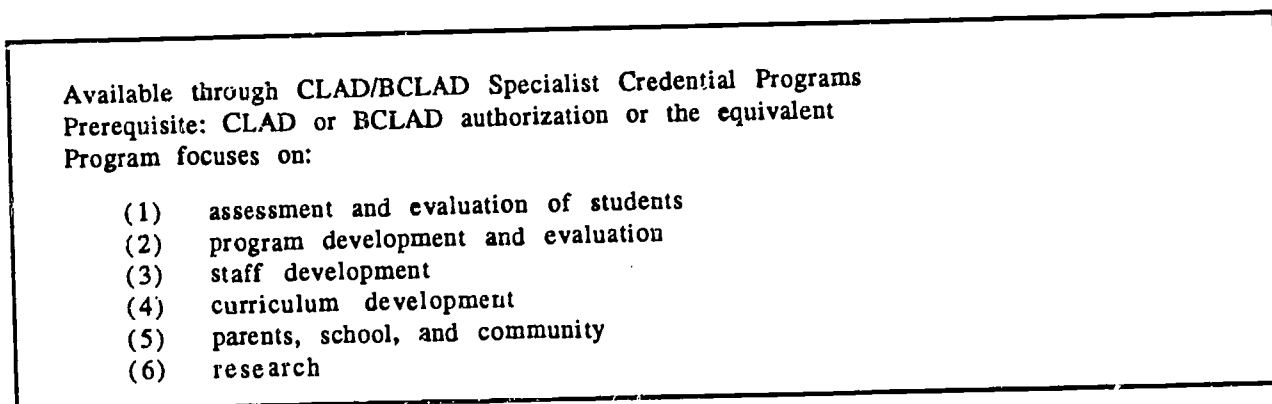 Available through CLAD/BCLAD Specialist Credential Programs
Prerequisite: CLAD or BCLAD authorization or the equivalent
Program focuses on:
(1) assessment and evaluation of students
(2) program development and evaluation
(3) staff development
(4) curriculum development
(5) parents, school, and community
(6) research